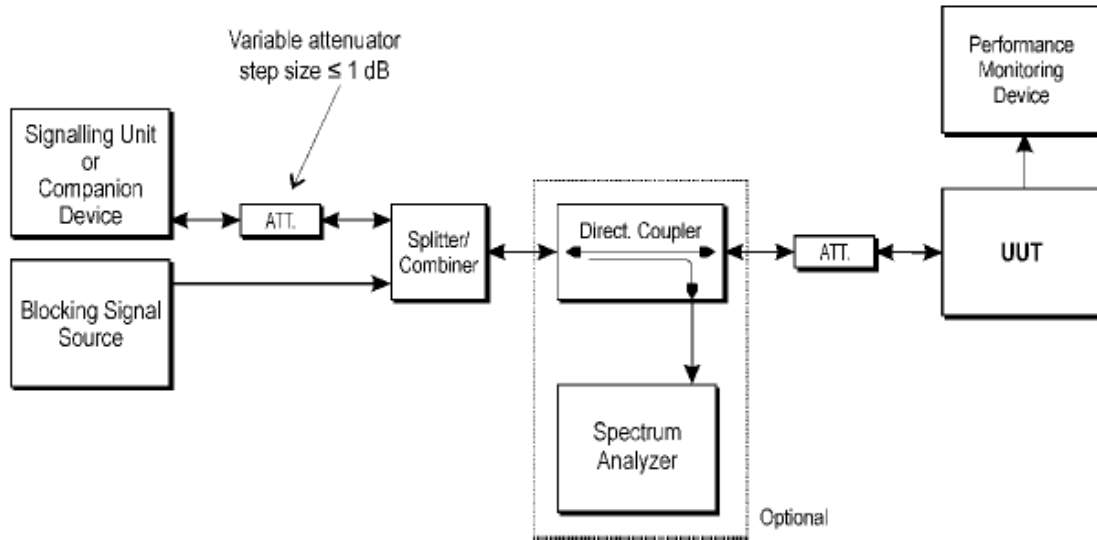 Variable attenuator
step size ≤ 1 dB
Performance
Monitoring
Device
Signalling Unit
or
Companion
Device
ATT.
Splitter/
Combiner
Direct. Coupler
ATT.
UUT
Blocking Signal
Source
Spectrum
Analyzer
Optional